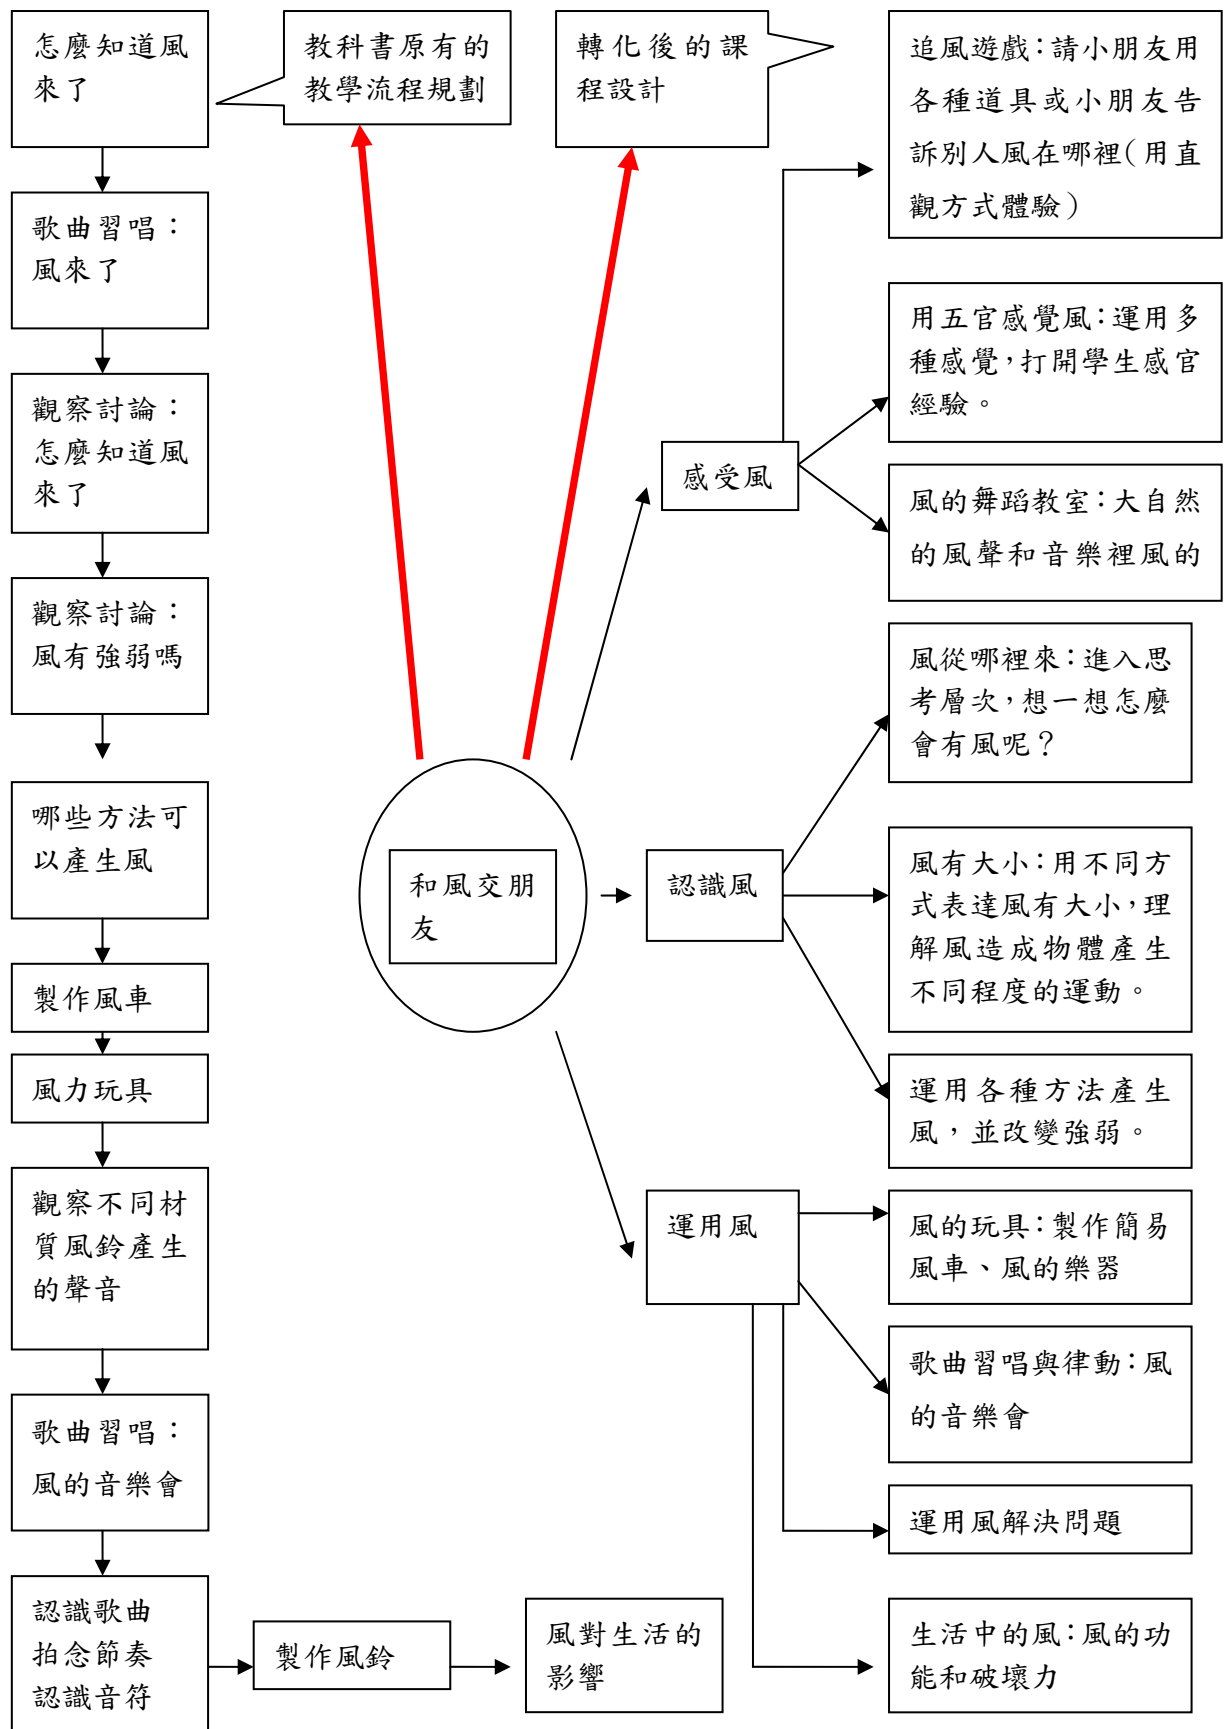 怎麼知道風
來了
教科書原有的
教學流程規劃
轉化後的課
程設計
追風遊戲：請小朋友用
各種道具或小朋友告
訴別人風在哪裡（用直
觀方式體驗）
歌曲習唱：
風來了
用五官感覺風：運用多
種感覺，打開學生感官
經驗。
觀察討論：
怎麼知道風
來了
感受風
風的舞蹈教室：大自然
的風聲和音樂裡風的
觀察討論：
風有強弱嗎
風從哪裡來：進入思
考層次，想一想怎麼
會有風呢？
哪些方法可
以產生風
和風交朋
友
認識風
風有大小：用不同方
式表達風有大小，理
解風造成物體產生
不同程度的運動。
製作風車
風力玩具
運用各種方法產生
風，並改變強弱。
觀察不同材
質風鈴產生
的聲音
運用風
風的玩具：製作簡易
風車、風的樂器
歌曲習唱：
風的音樂會
歌曲習唱與律動：風
的音樂會
運用風解決問題
認識歌曲
拍念節奏
認識音符
製作風鈴
風對生活的
影響
生活中的風：風的功
能和破壞力